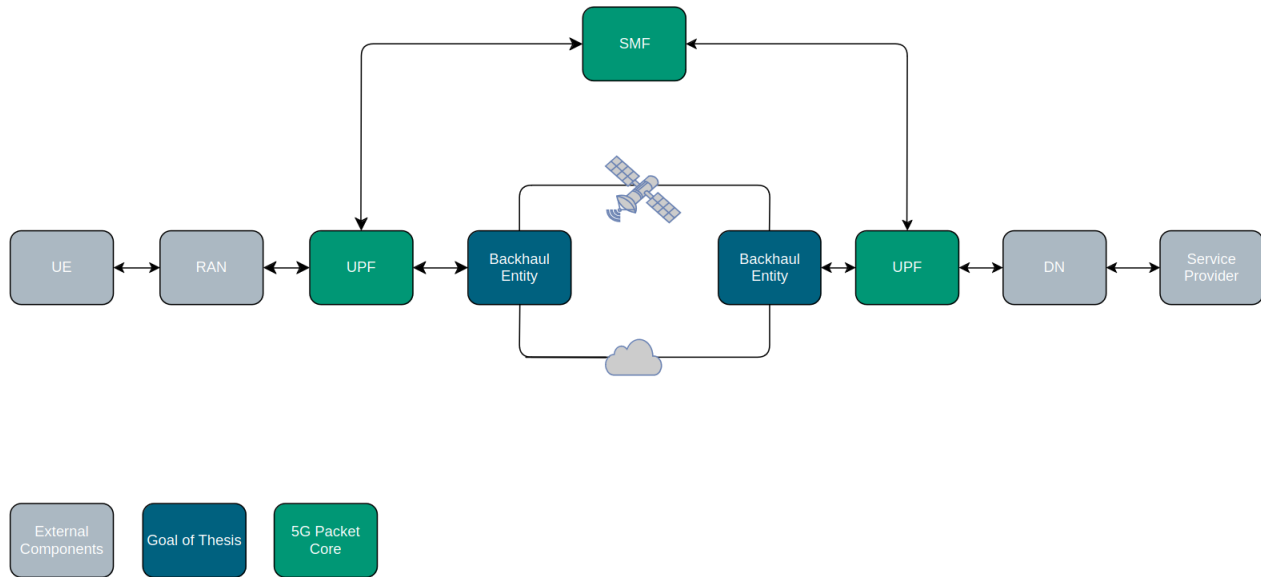 SMF
UE
RAN
UPF
Backhaul
Entity
Backhaul
Entity
UPF
DN
Service
Provider
External
Components
Goal of Thesis
5G Packet
Core